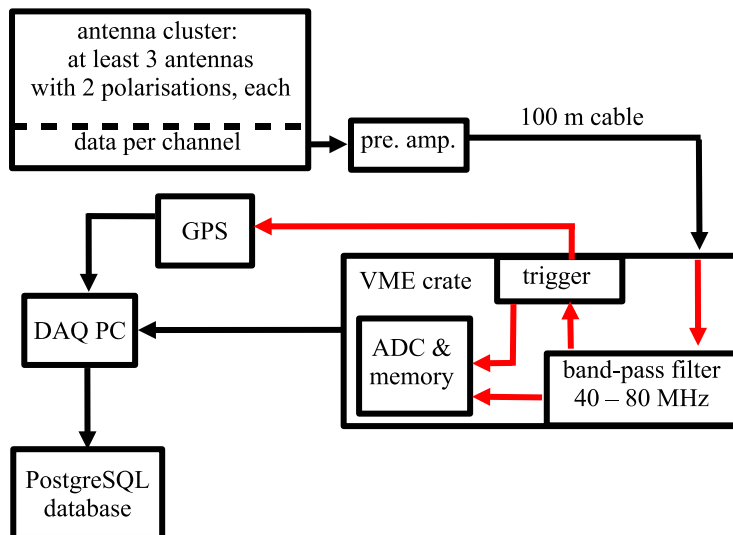 antenna cluster:
at least 3 antennas
with 2 polarisations, each
data per channel
pre. amp.
100 m cable
GPS
VME crate
trigger
DAQ PC
ADC &
memory
band-pass filter
40 – 80 MHz
PostgreSQL
database